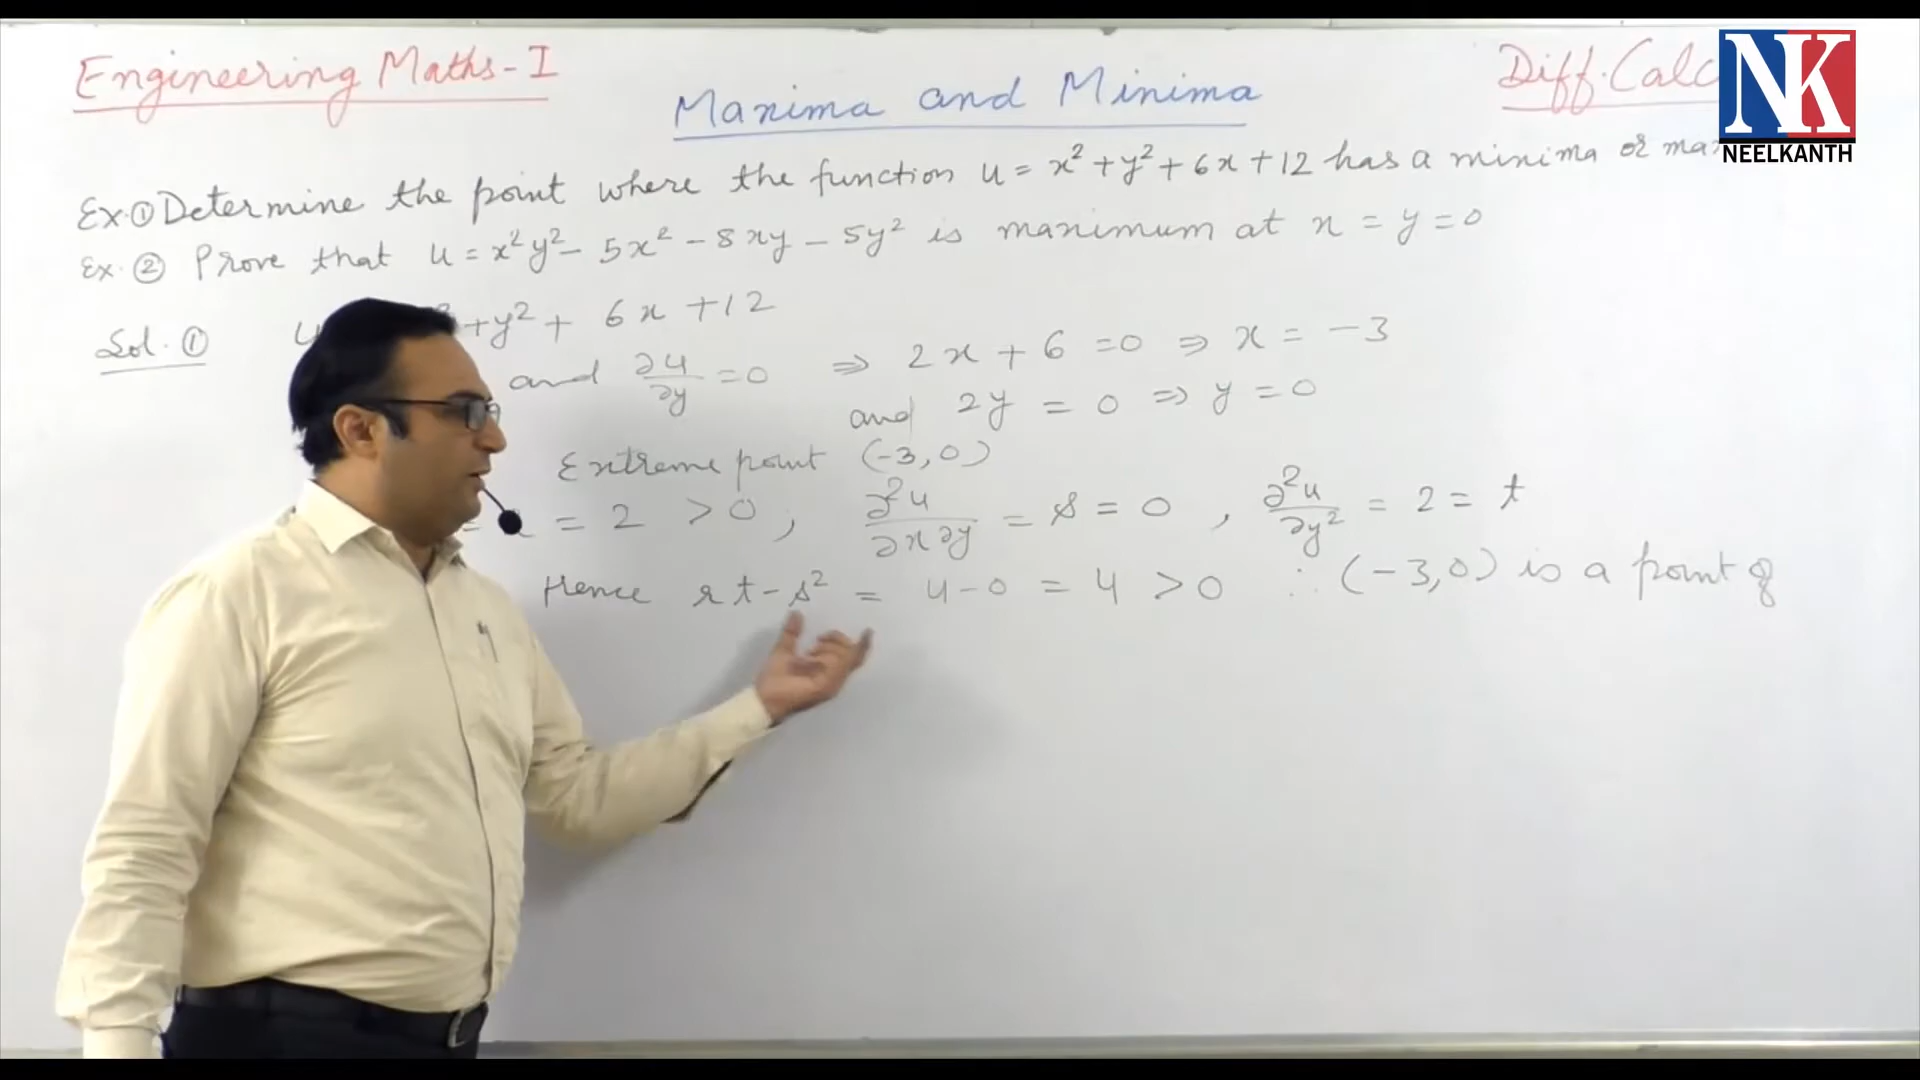 Engineering Maths-I
Maxima and Minima
Diff. Calc
NK
NEELKANTH
Ex.① Determine the point where the function u = x² + y² + 6x + 12 has a minima or max
Ex.② Prove that u = x²y² - 5x² - 8xy - 5y² is maximum at x = y = 0
Sol. ① u + y² + 6x + 12
and ∂u/∂y = 0 ⇒ 2x + 6 = 0 ⇒ x = -3
and 2y = 0 ⇒ y = 0
Extreme point (-3, 0)
= 2 > 0, ∂²u/∂x∂y = s = 0, ∂²u/∂y² = 2 = t
Hence rt - s² = 4 - 0 = 4 > 0 ∴ (-3, 0) is a point of